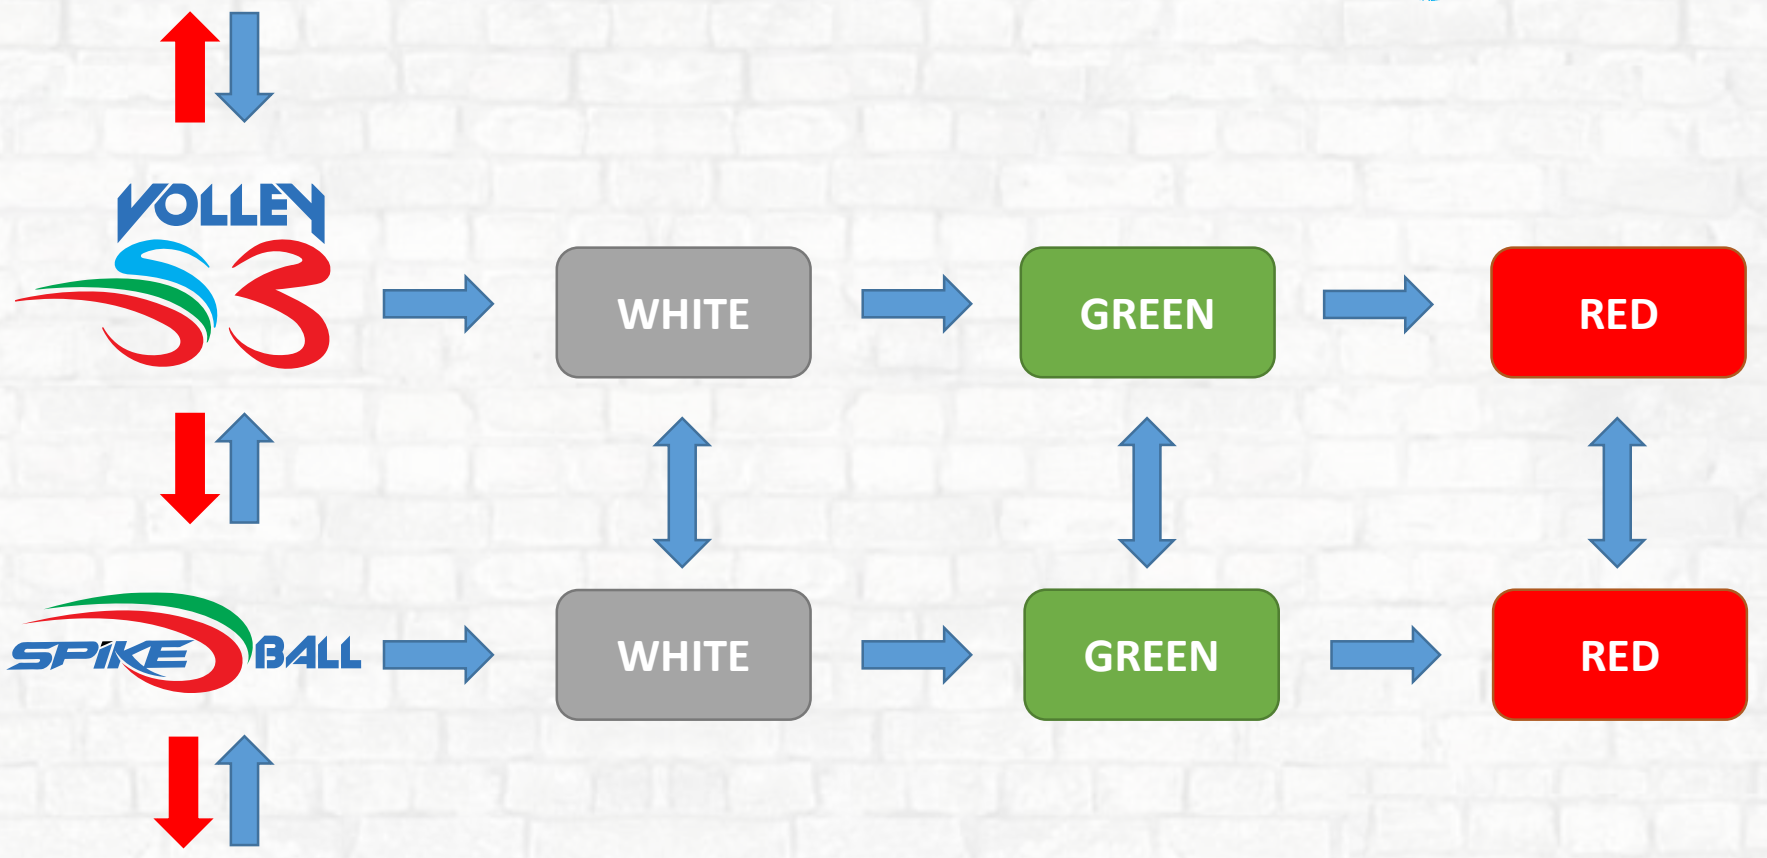 VOLLEY
S3
WHITE
GREEN
RED
SPIKE BALL
WHITE
GREEN
RED